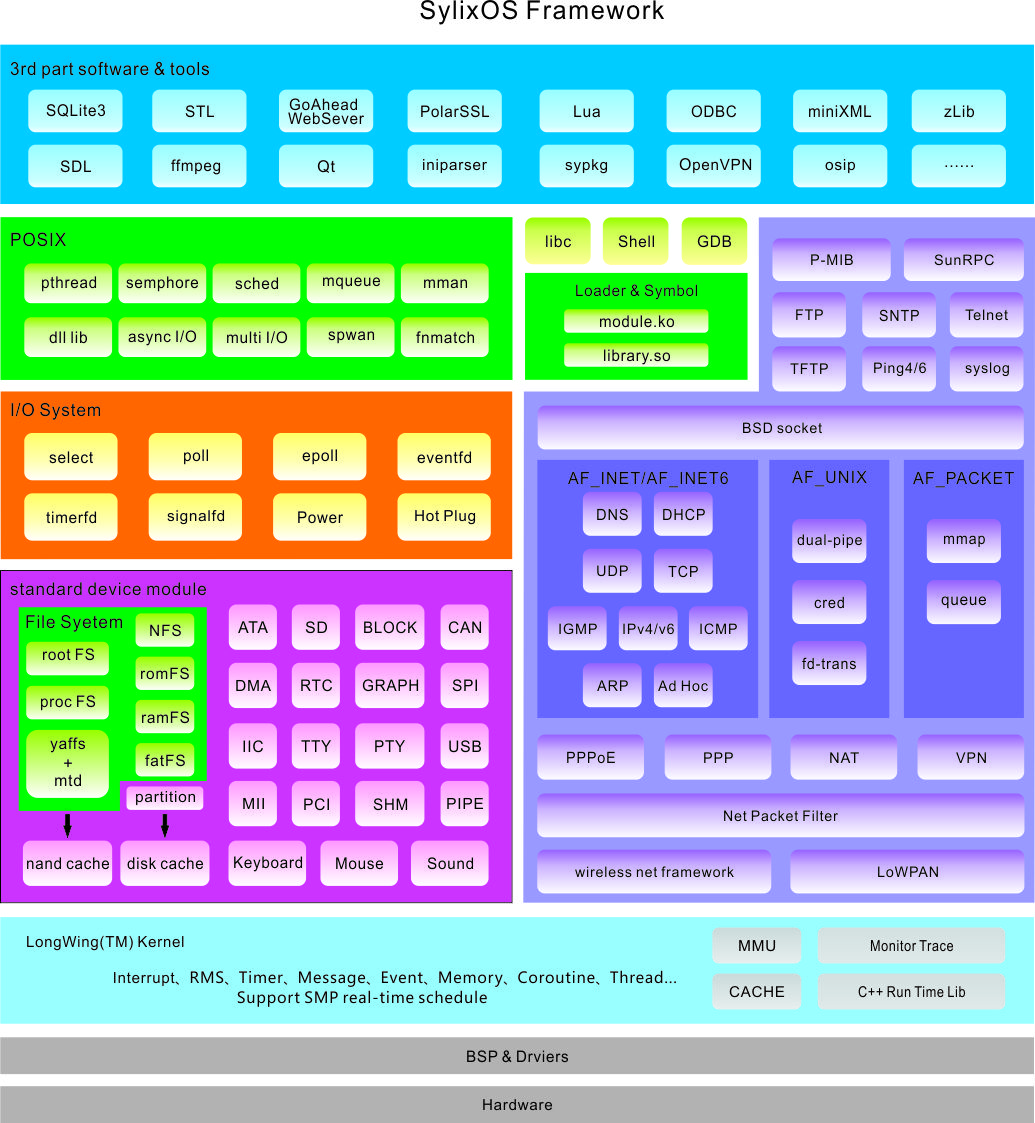 SylixOS Framework
3rd part software & tools
SQLite3
STL
GoAhead
WebSever
PolarSSL
Lua
ODBC
miniXML
zLib
SDL
ffmpeg
Qt
iniparser
sypkg
OpenVPN
osip
······
POSIX
pthread
semphore
sched
mqueue
mman
dll lib
async I/O
multi I/O
spwan
fnmatch
libc
Shell
GDB
Loader & Symbol
module.ko
library.so
P-MIB
SunRPC
FTP
SNTP
Telnet
TFTP
Ping4/6
syslog
I/O System
select
poll
epoll
eventfd
timerfd
signalfd
Power
Hot Plug
BSD socket
AF_INET/AF_INET6
DNS
DHCP
UDP
TCP
IGMP
IPv4/v6
ICMP
ARP
Ad Hoc
AF_UNIX
dual-pipe
cred
fd-trans
AF_PACKET
mmap
queue
PPPoE
PPP
NAT
VPN
Net Packet Filter
wireless net framework
LoWPAN
standard device module
File Syetem
root FS
proc FS
yaffs
+
mtd
NFS
romFS
ramFS
fatFS
partition
nand cache
disk cache
ATA
SD
BLOCK
CAN
DMA
RTC
GRAPH
SPI
IIC
TTY
PTY
USB
MII
PCI
SHM
PIPE
Keyboard
Mouse
Sound
LongWing(TM) Kernel
Interrupt、RMS、Timer、Message、Event、Memory、Coroutine、Thread...
Support SMP real-time schedule
MMU
Monitor Trace
CACHE
C++ Run Time Lib
BSP & Drviers
Hardware